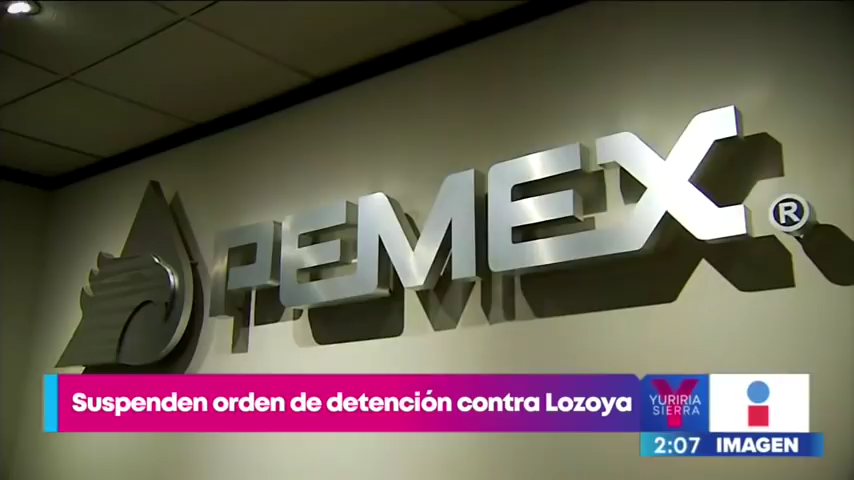 PEMEX®
Suspenden orden de detención contra Lozoya
YURIRIA
SIERRA
2:07 IMAGEN